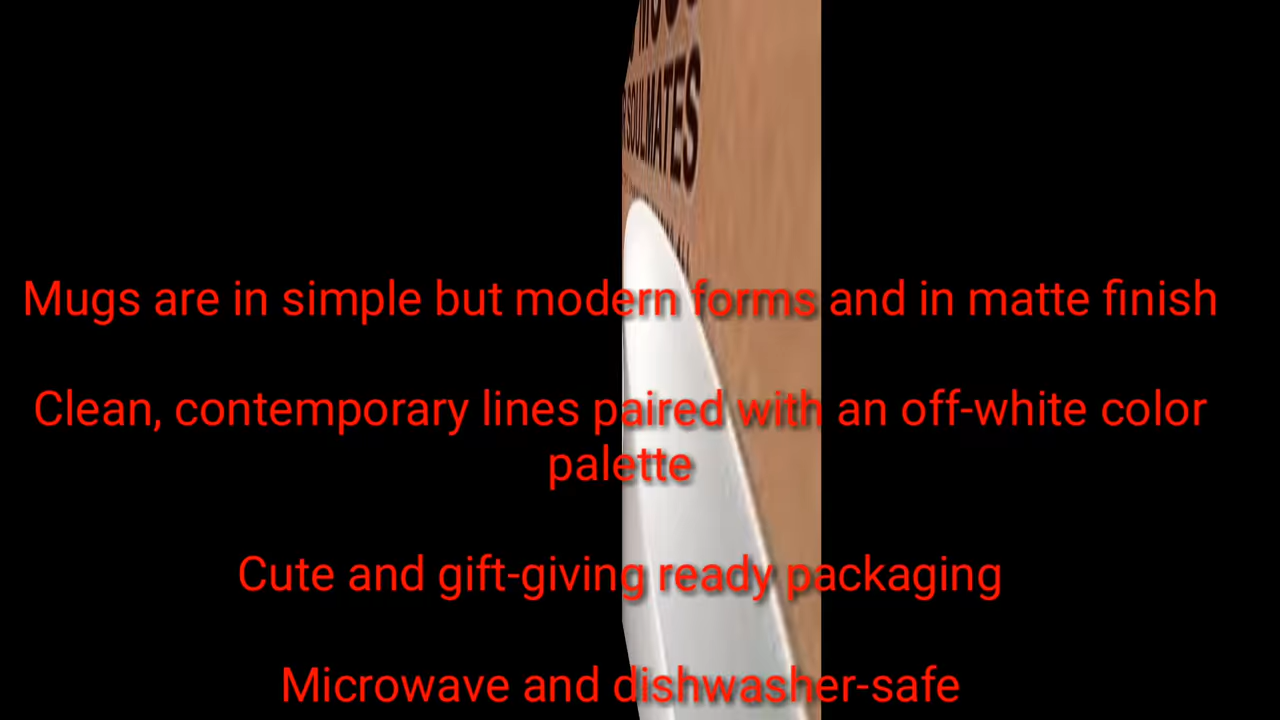 SOULMATES
Mugs are in simple but modern forms and in matte finish
Clean, contemporary lines paired with an off-white color
palette
Cute and gift-giving ready packaging
Microwave and dishwasher-safe